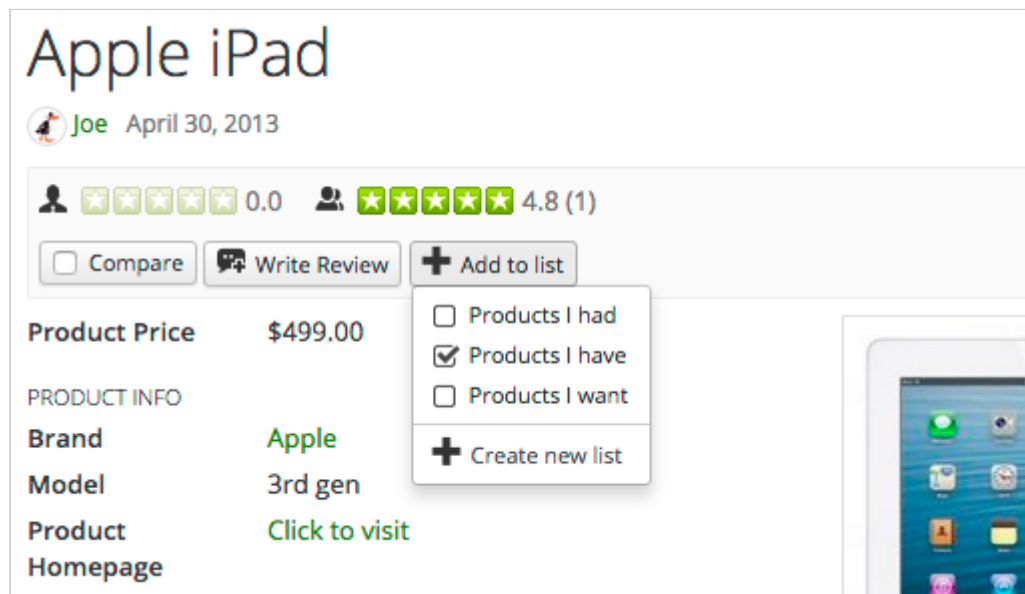 Apple iPad
Joe April 30, 2013
0.0 4.8 (1)
Compare Write Review Add to list
Products I had
Products I have
Products I want
Create new list
Product Price $499.00
PRODUCT INFO
Brand Apple
Model 3rd gen
Product Homepage Click to visit